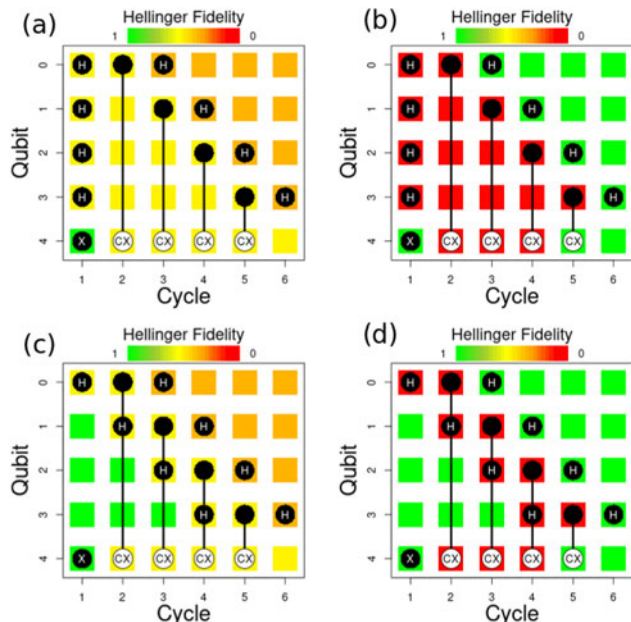 (a)
Hellinger Fidelity
1 0
Qubit
0 H H
1 H H
2 H H
3 H H
4 X CX CX CX CX
1 2 3 4 5 6
Cycle
(b)
Hellinger Fidelity
1 0
Qubit
0 H H
1 H H
2 H H
3 H H
4 X CX CX CX CX
1 2 3 4 5 6
Cycle
(c)
Hellinger Fidelity
1 0
Qubit
0 H H
1 H H
2 H H
3 H H
4 X CX CX CX CX
1 2 3 4 5 6
Cycle
(d)
Hellinger Fidelity
1 0
Qubit
0 H H
1 H H
2 H H
3 H H
4 X CX CX CX CX
1 2 3 4 5 6
Cycle